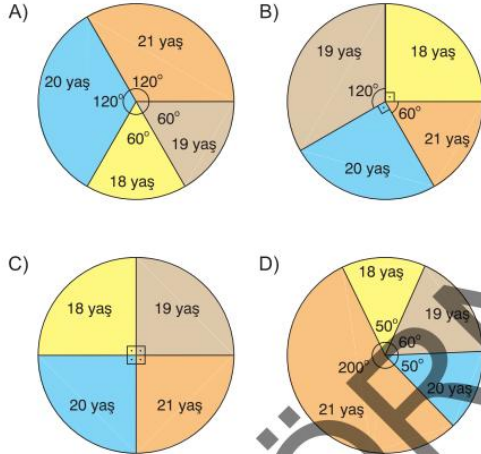 A)
21 yaş
20 yaş
120°
120°
60°
60°
19 yaş
18 yaş
B)
19 yaş
18 yaş
120°
60°
21 yaş
20 yaş
C)
18 yaş
19 yaş
20 yaş
21 yaş
D)
18 yaş
50°
19 yaş
60°
200°
50°
20 yaş
21 yaş